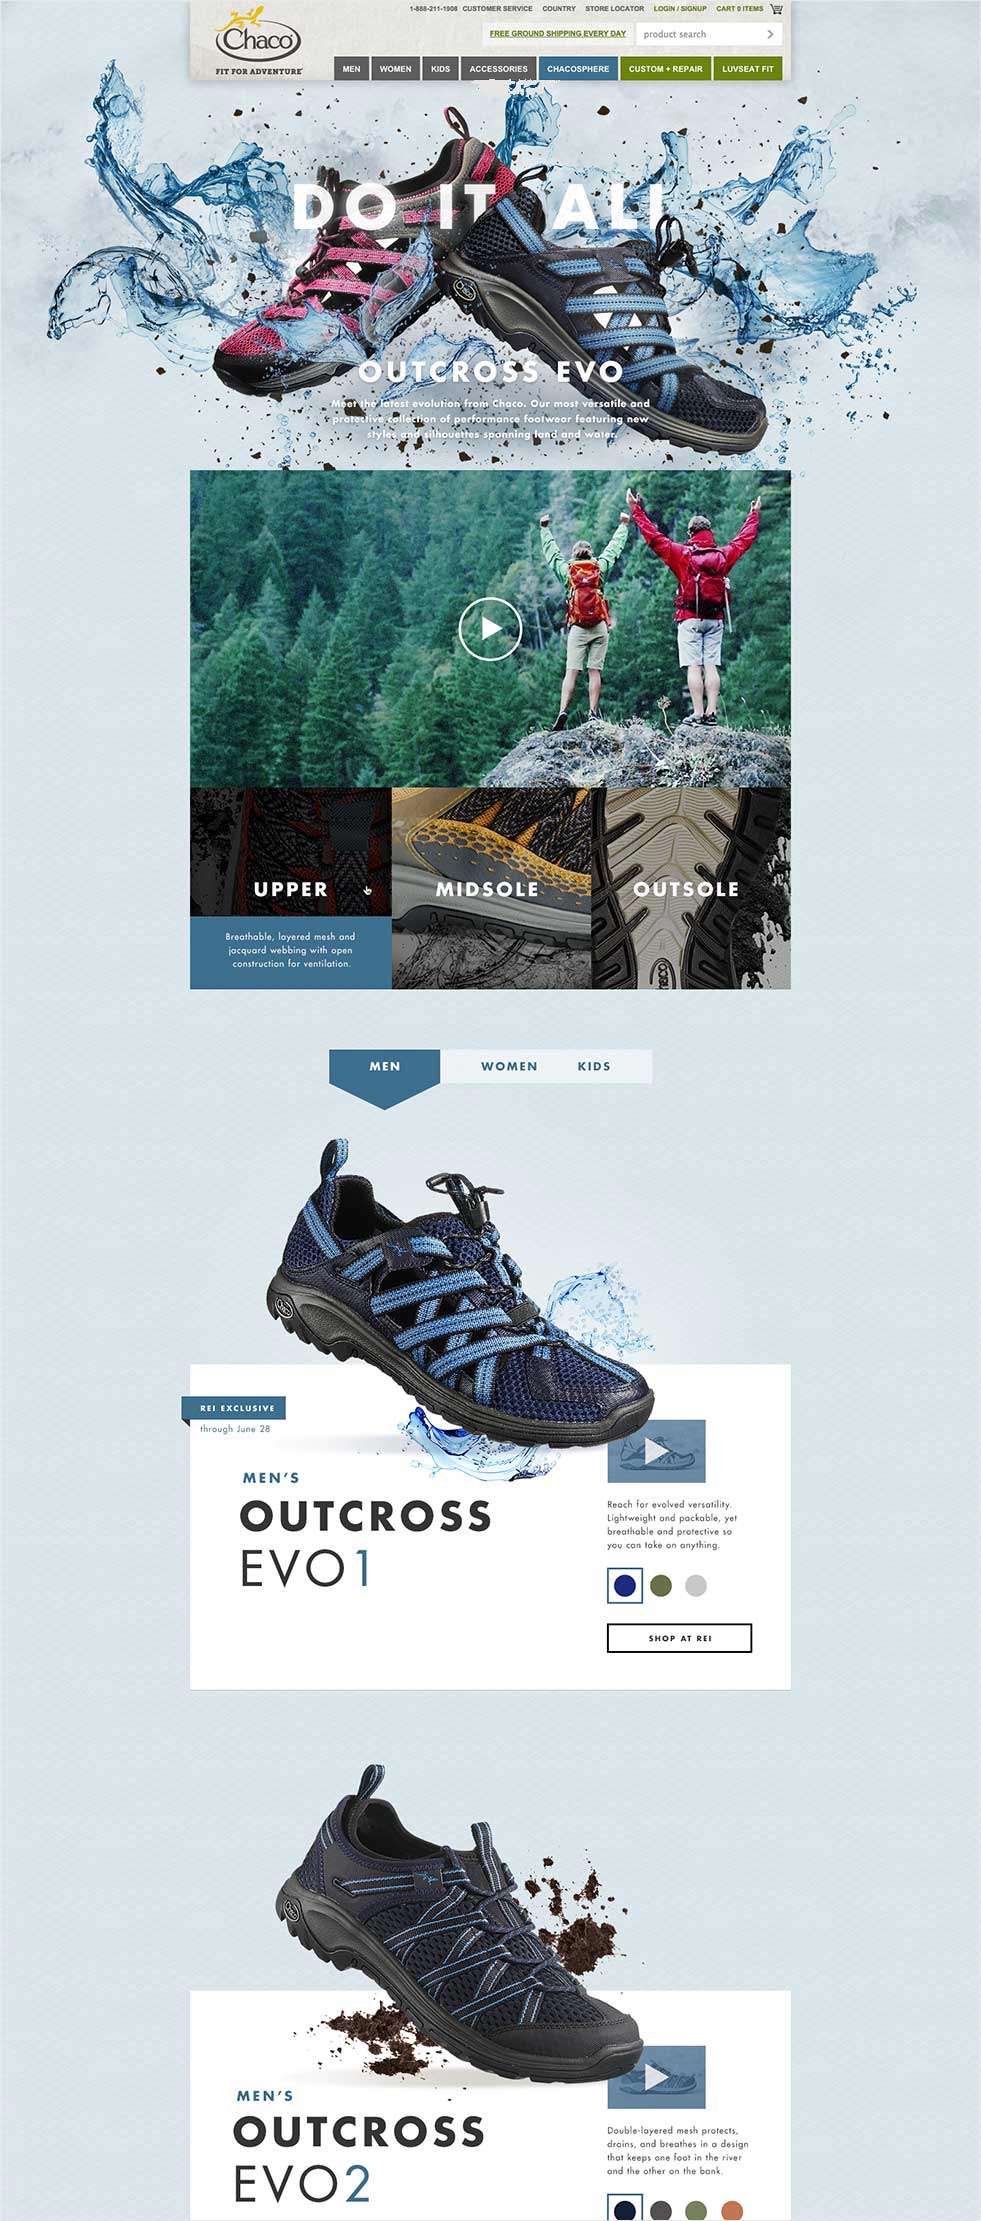 1-888-211-1908 CUSTOMER SERVICE COUNTRY STORE LOCATOR LOGIN / SIGNUP CART 0 ITEMS
Chaco
FIT FOR ADVENTURE
FREE GROUND SHIPPING EVERY DAY
product search
MEN WOMEN KIDS ACCESSORIES CHACOSPHERE CUSTOM + REPAIR LUVSEAT FIT
DO IT ALL
OUTCROSS EVO
Meet the latest evolution from Chaco. Our most versatile and
protective collection of performance footwear featuring new
styles and silhouettes spanning land and water.
UPPER
MIDSOLE
OUTSOLE
Chaco
Breathable, layered mesh and
jacquard webbing with open
construction for ventilation.
MEN WOMEN KIDS
REI EXCLUSIVE
through June 28
MEN'S
OUTCROSS
EVO1
Reach for evolved versatility.
Lightweight and packable, yet
breathable and protective so
you can take on anything.
SHOP AT REI
MEN'S
OUTCROSS
EVO2
Double-layered mesh protects,
drains, and breathes in a design
that keeps one foot in the river
and the other on the bank.